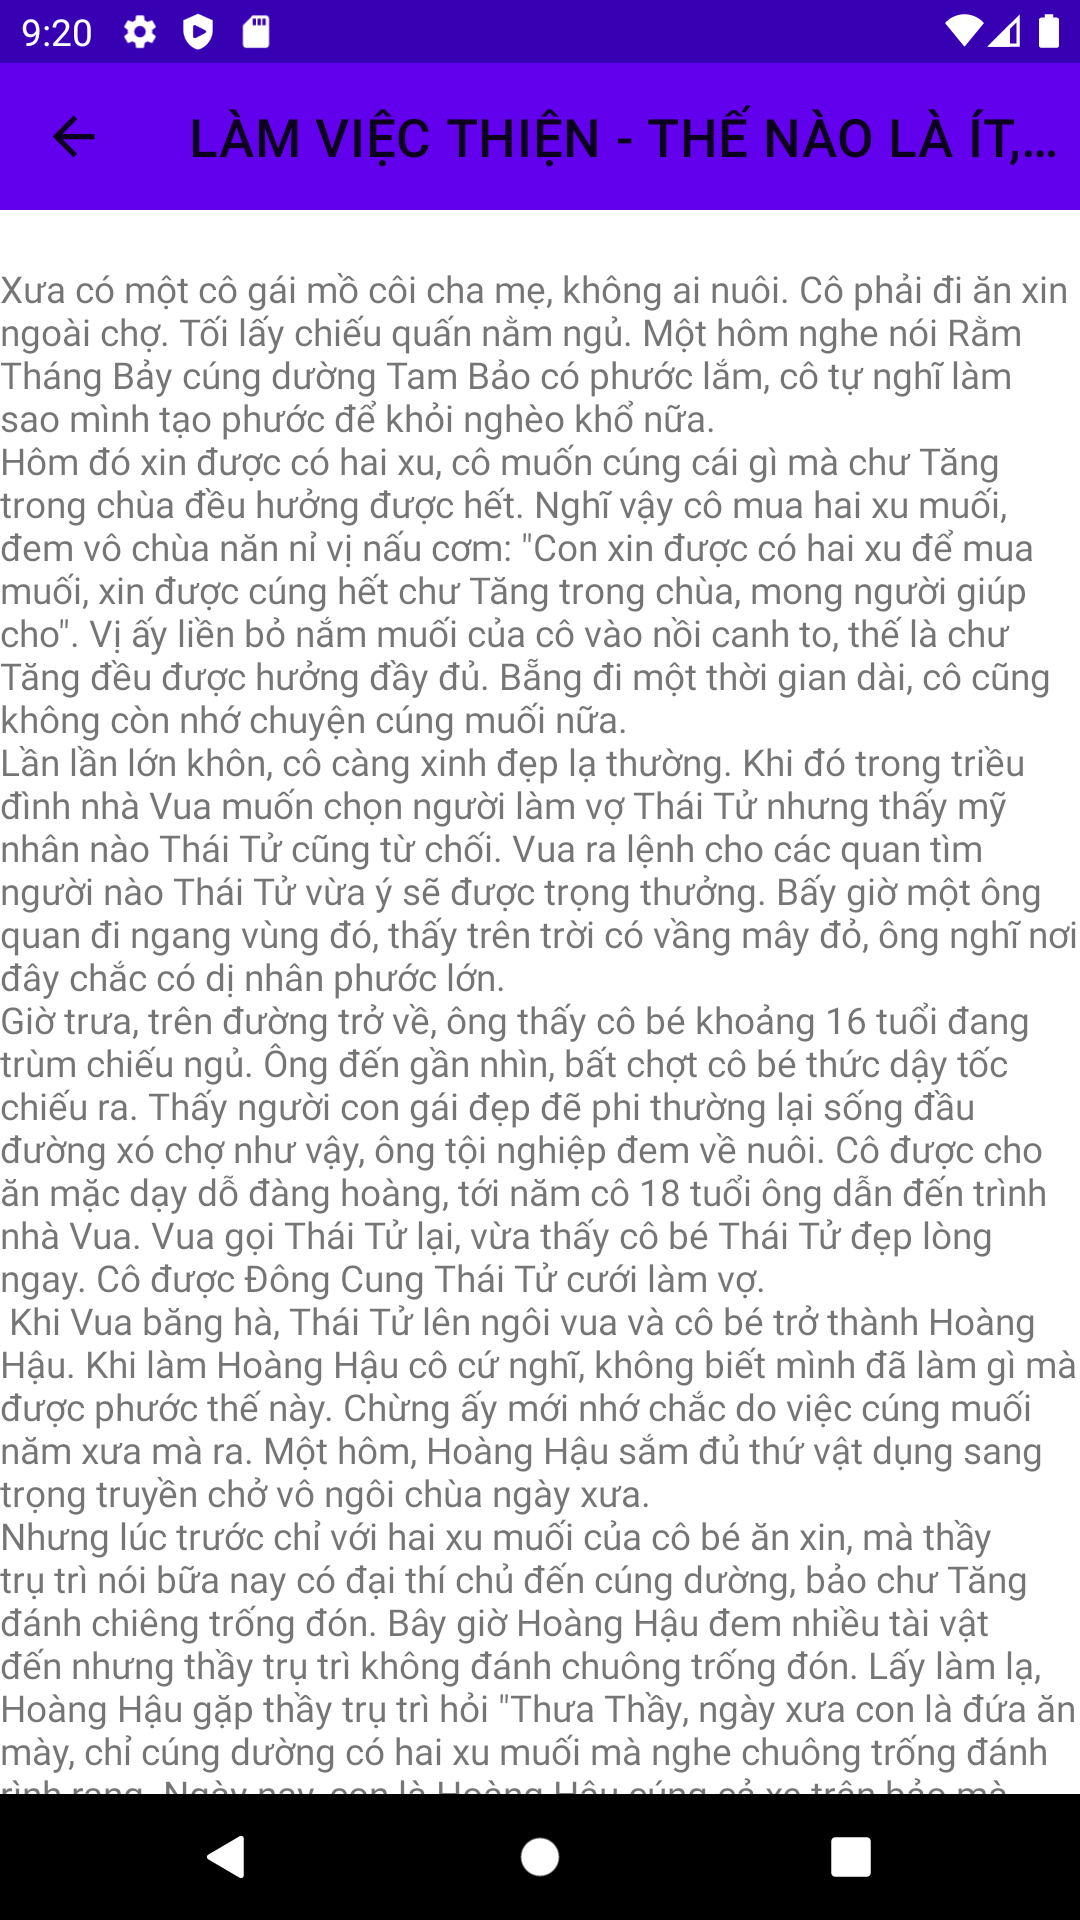 9:20
LÀM VIỆC THIỆN - THẾ NÀO LÀ ÍT,...
Xưa có một cô gái mồ côi cha mẹ, không ai nuôi. Cô phải đi ăn xin
ngoài chợ. Tối lấy chiếu quấn nằm ngủ. Một hôm nghe nói Rằm
Tháng Bảy cúng dường Tam Bảo có phước lắm, cô tự nghĩ làm
sao mình tạo phước để khỏi nghèo khổ nữa.
Hôm đó xin được có hai xu, cô muốn cúng cái gì mà chư Tăng
trong chùa đều hưởng được hết. Nghĩ vậy cô mua hai xu muối,
đem vô chùa năn nỉ vị nấu cơm: "Con xin được có hai xu để mua
muối, xin được cúng hết chư Tăng trong chùa, mong người giúp
cho". Vị ấy liền bỏ nắm muối của cô vào nồi canh to, thế là chư
Tăng đều được hưởng đầy đủ. Bẵng đi một thời gian dài, cô cũng
không còn nhớ chuyện cúng muối nữa.
Lần lần lớn khôn, cô càng xinh đẹp lạ thường. Khi đó trong triều
đình nhà Vua muốn chọn người làm vợ Thái Tử nhưng thấy mỹ
nhân nào Thái Tử cũng từ chối. Vua ra lệnh cho các quan tìm
người nào Thái Tử vừa ý sẽ được trọng thưởng. Bấy giờ một ông
quan đi ngang vùng đó, thấy trên trời có vầng mây đỏ, ông nghĩ nơi
đây chắc có dị nhân phước lớn.
Giờ trưa, trên đường trở về, ông thấy cô bé khoảng 16 tuổi đang
trùm chiếu ngủ. Ông đến gần nhìn, bất chợt cô bé thức dậy tốc
chiếu ra. Thấy người con gái đẹp đẽ phi thường lại sống đầu
đường xó chợ như vậy, ông tội nghiệp đem về nuôi. Cô được cho
ăn mặc dạy dỗ đàng hoàng, tới năm cô 18 tuổi ông dẫn đến trình
nhà Vua. Vua gọi Thái Tử lại, vừa thấy cô bé Thái Tử đẹp lòng
ngay. Cô được Đông Cung Thái Tử cưới làm vợ.
Khi Vua băng hà, Thái Tử lên ngôi vua và cô bé trở thành Hoàng
Hậu. Khi làm Hoàng Hậu cô cứ nghĩ, không biết mình đã làm gì mà
được phước thế này. Chừng ấy mới nhớ chắc do việc cúng muối
năm xưa mà ra. Một hôm, Hoàng Hậu sắm đủ thứ vật dụng sang
trọng truyền chở vô ngôi chùa ngày xưa.
Nhưng lúc trước chỉ với hai xu muối của cô bé ăn xin, mà thầy
trụ trì nói bữa nay có đại thí chủ đến cúng dường, bảo chư Tăng
đánh chiêng trống đón. Bây giờ Hoàng Hậu đem nhiều tài vật
đến nhưng thầy trụ trì không đánh chuông trống đón. Lấy làm lạ,
Hoàng Hậu gặp thầy trụ trì hỏi "Thưa Thầy, ngày xưa con là đứa ăn
mày, chỉ cúng dường có hai xu muối mà nghe chuông trống đánh
rình rang. Ngày nay, con là Hoàng Hậu cúng cả xe trân bảo mà